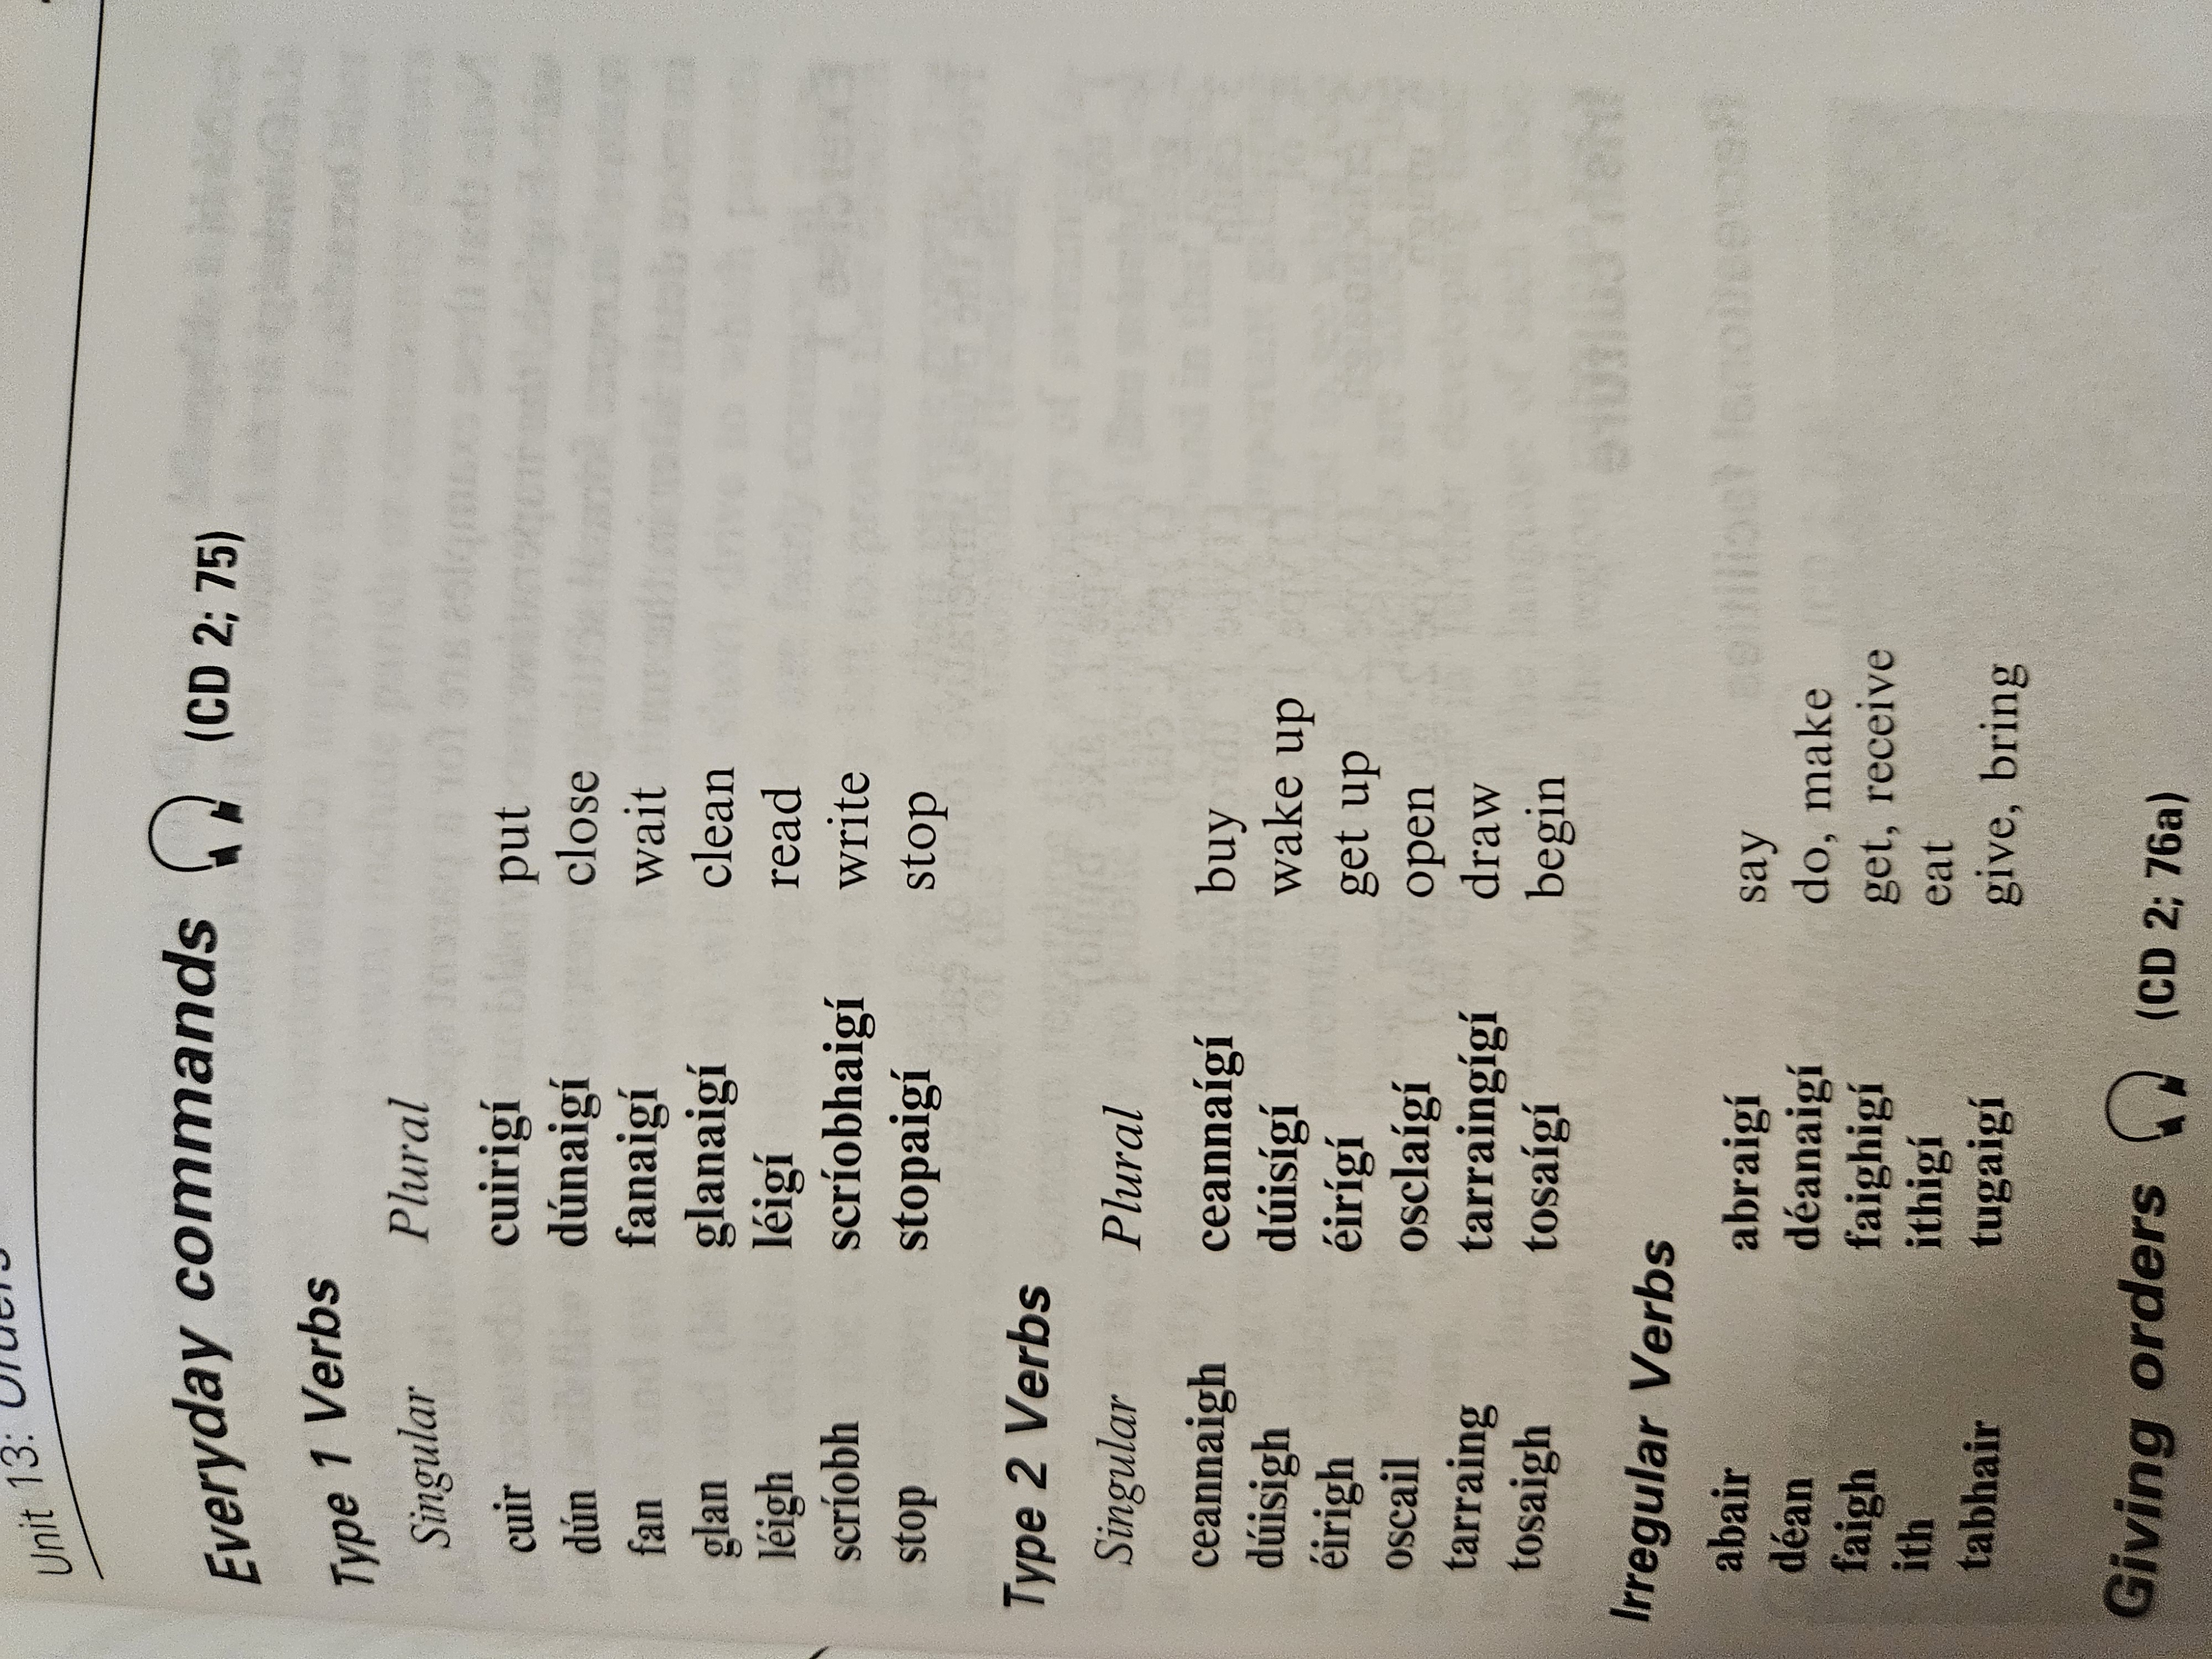 Unit 13: Orders
Everyday commands (CD 2; 75)
Type 1 Verbs
Singular Plural
cuir cuirigí put
dún dúnaigí close
fan fanaigí wait
glan glanaigí clean
léigh léigí read
scríobh scríobhaigí write
stop stopaigí stop
Type 2 Verbs
Singular Plural
ceannaigh ceannaígí buy
dúisigh dúisígí wake up
éirigh éirígí get up
oscail osclaígí open
tarraing tarraingígí draw
tosaigh tosaígí begin
Irregular Verbs
abair abraigí say
déan déanaigí do, make
faigh faighigí get, receive
ith ithigí eat
tabhair tugaigí give, bring
Giving orders (CD 2; 76a)